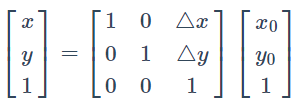 [x y 1]ᵀ = [1 0 △x; 0 1 △y; 0 0 1] [x₀ y₀ 1]ᵀ